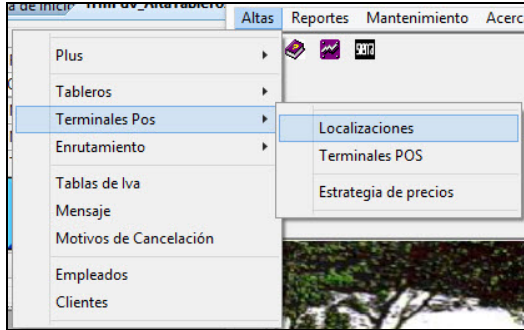 Altas Reportes Mantenimiento Acerc
Plus
Tableros
Terminales Pos
Enrutamiento
Tablas de Iva
Mensaje
Motivos de Cancelación
Empleados
Clientes
Localizaciones
Terminales POS
Estrategia de precios